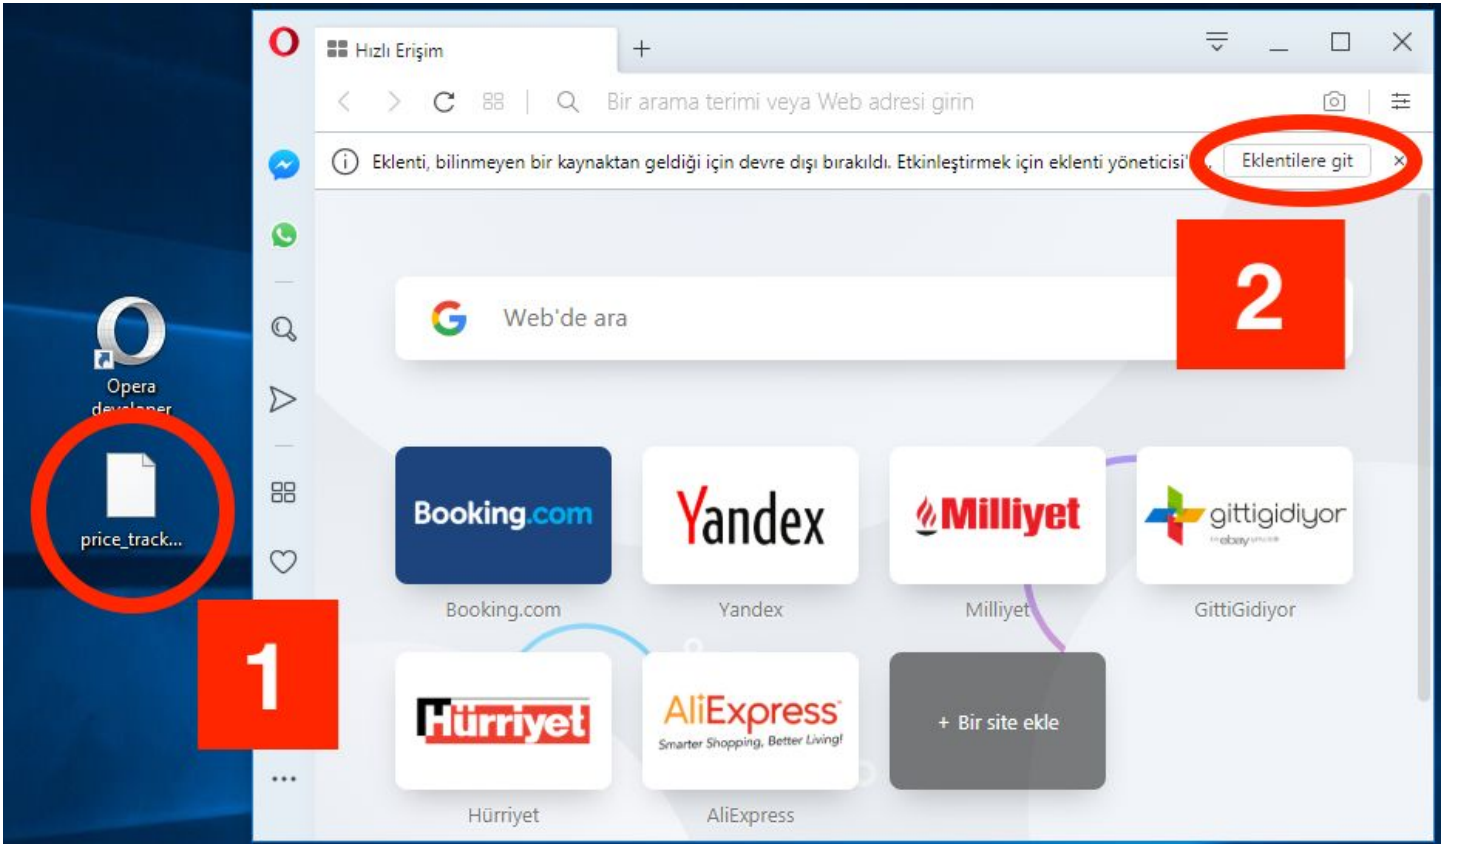 Hızlı Erişim
Bir arama terimi veya Web adresi girin
Eklenti, bilinmeyen bir kaynaktan geldiği için devre dışı bırakıldı. Etkinleştirmek için eklenti yöneticisi'
Eklentilere git
2
Web'de ara
Opera
developer
price_track...
1
Booking.com
Yandex
Milliyet
gittigidiyor
ebay
Booking.com
Yandex
Milliyet
GittiGidiyor
Hürriyet
AliExpress
Smarter Shopping, Better Living!
+ Bir site ekle
Hürriyet
AliExpress